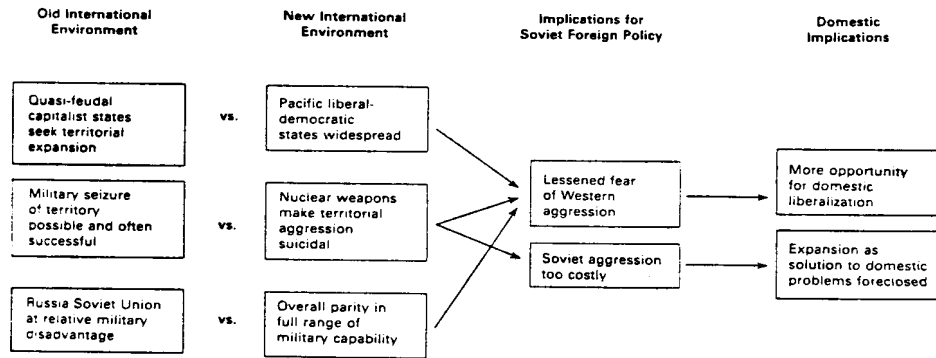 Old International
Environment
New International
Environment
Implications for
Soviet Foreign Policy
Domestic
Implications
Quasi-feudal
capitalist states
seek territorial
expansion
vs.
Pacific liberal-
democratic
states widespread
Military seizure
of territory
possible and often
successful
vs.
Nuclear weapons
make territorial
aggression
suicidal
Lessened fear
of Western
aggression
More opportunity
for domestic
liberalization
Soviet aggression
too costly
Expansion as
solution to domestic
problems foreclosed
Russia Soviet Union
at relative military
disadvantage
vs.
Overall parity in
full range of
military capability